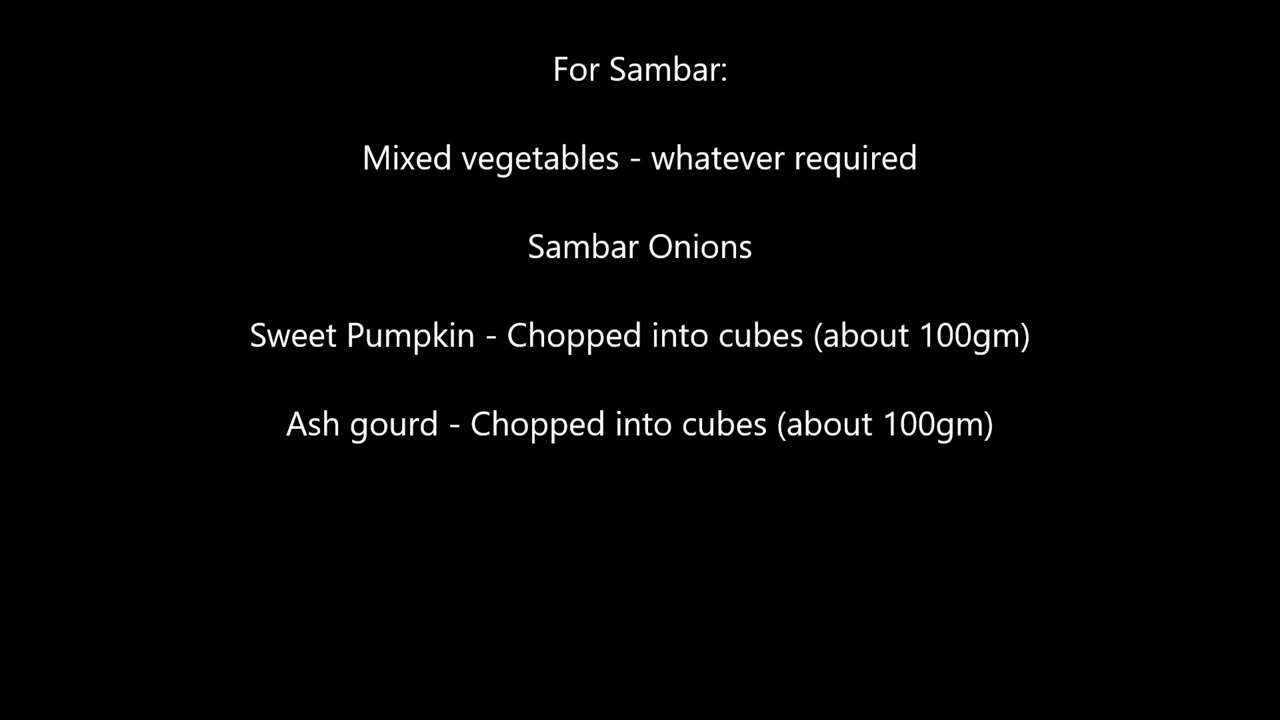 For Sambar:
Mixed vegetables - whatever required
Sambar Onions
Sweet Pumpkin - Chopped into cubes (about 100gm)
Ash gourd - Chopped into cubes (about 100gm)